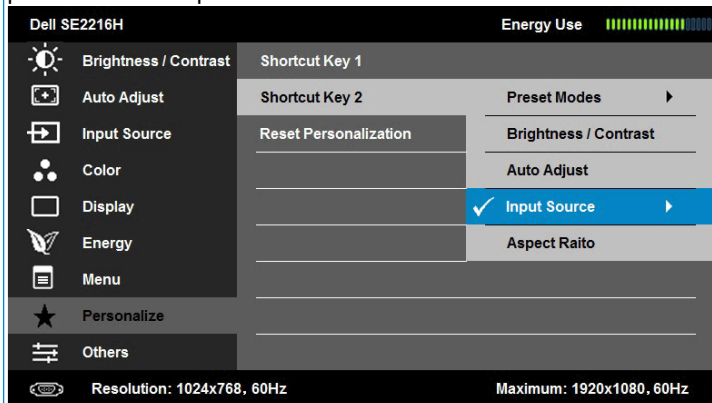 Dell SE2216H Energy Use
Brightness / Contrast Shortcut Key 1
Auto Adjust Shortcut Key 2 Preset Modes
Input Source Reset Personalization Brightness / Contrast
Color Auto Adjust
Display Input Source
Energy Aspect Raito
Menu
Personalize
Others
Resolution: 1024x768, 60Hz Maximum: 1920x1080, 60Hz